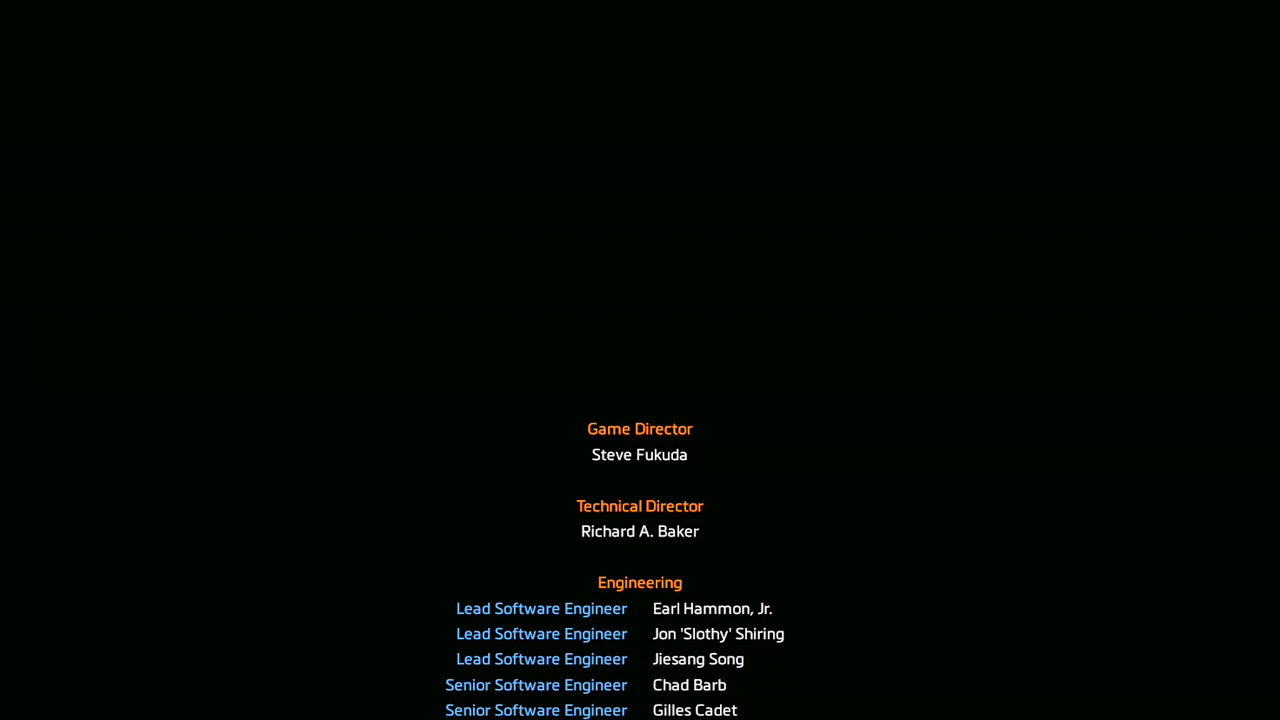 Game Director
Steve Fukuda
Technical Director
Richard A. Baker
Engineering
Lead Software Engineer Earl Hammon, Jr.
Lead Software Engineer Jon 'Slothy' Shiring
Lead Software Engineer Jiesang Song
Senior Software Engineer Chad Barb
Senior Software Engineer Gilles Cadet